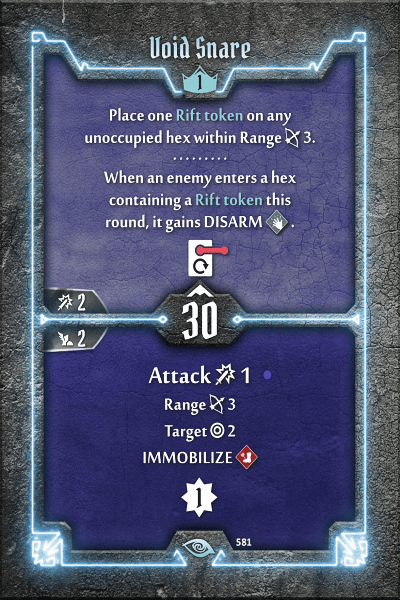 Void Snare
1
Place one Rift token on any
unoccupied hex within Range 3.
When an enemy enters a hex
containing a Rift token this
round, it gains DISARM .
2
30
2
Attack 1
Range 3
Target 2
IMMOBILIZE
1
581